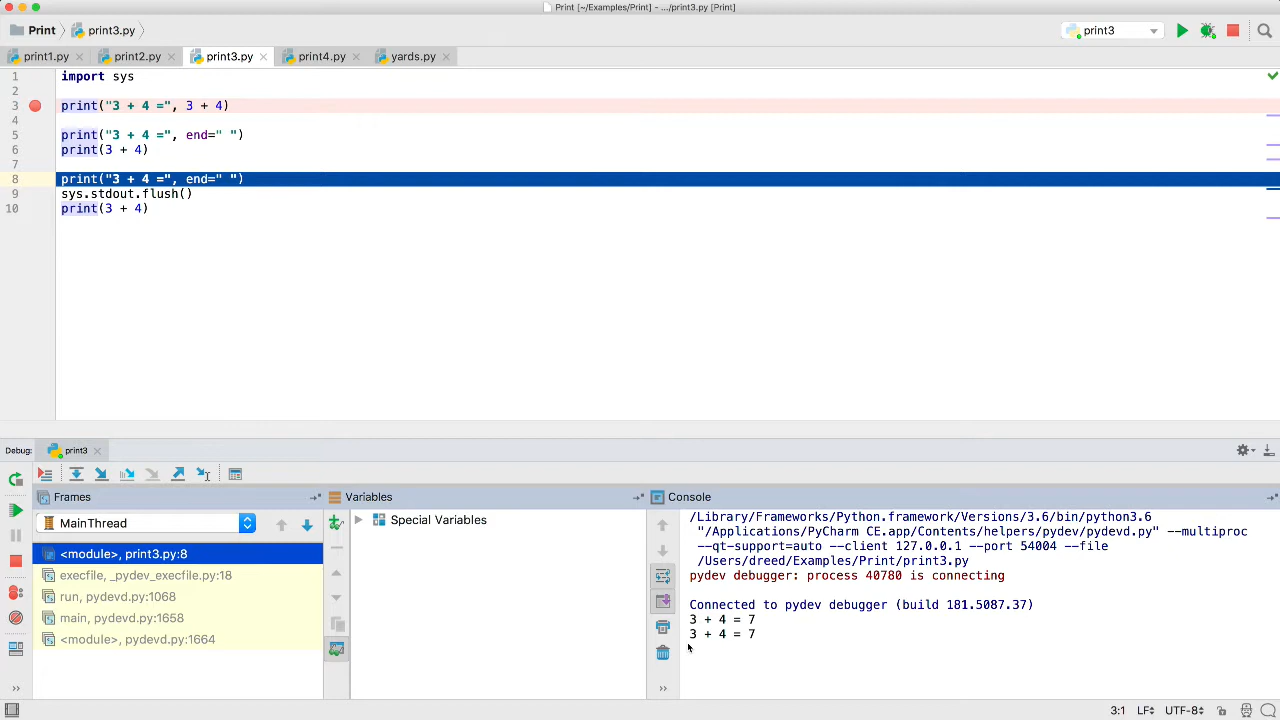 Print [~/Examples/Print] - .../print3.py [Print]
Print print3.py print3
print1.py print2.py print3.py print4.py yards.py
1 import sys
2
3 print("3 + 4 =", 3 + 4)
4
5 print("3 + 4 =", end=" ")
6 print(3 + 4)
7
8 print("3 + 4 =", end=" ")
9 sys.stdout.flush()
10 print(3 + 4)
Debug: print3
Frames
MainThread
<module>, print3.py:8
execfile, _pydev_execfile.py:18
run, pydevd.py:1068
main, pydevd.py:1658
<module>, pydevd.py:1664
Variables
Special Variables
Console
/Library/Frameworks/Python.framework/Versions/3.6/bin/python3.6
"/Applications/PyCharm CE.app/Contents/helpers/pydev/pydevd.py" --multiproc
--qt-support=auto --client 127.0.0.1 --port 54004 --file
/Users/dreed/Examples/Print/print3.py
pydev debugger: process 40780 is connecting
Connected to pydev debugger (build 181.5087.37)
3 + 4 = 7
3 + 4 = 7
3:1 LF UTF-8